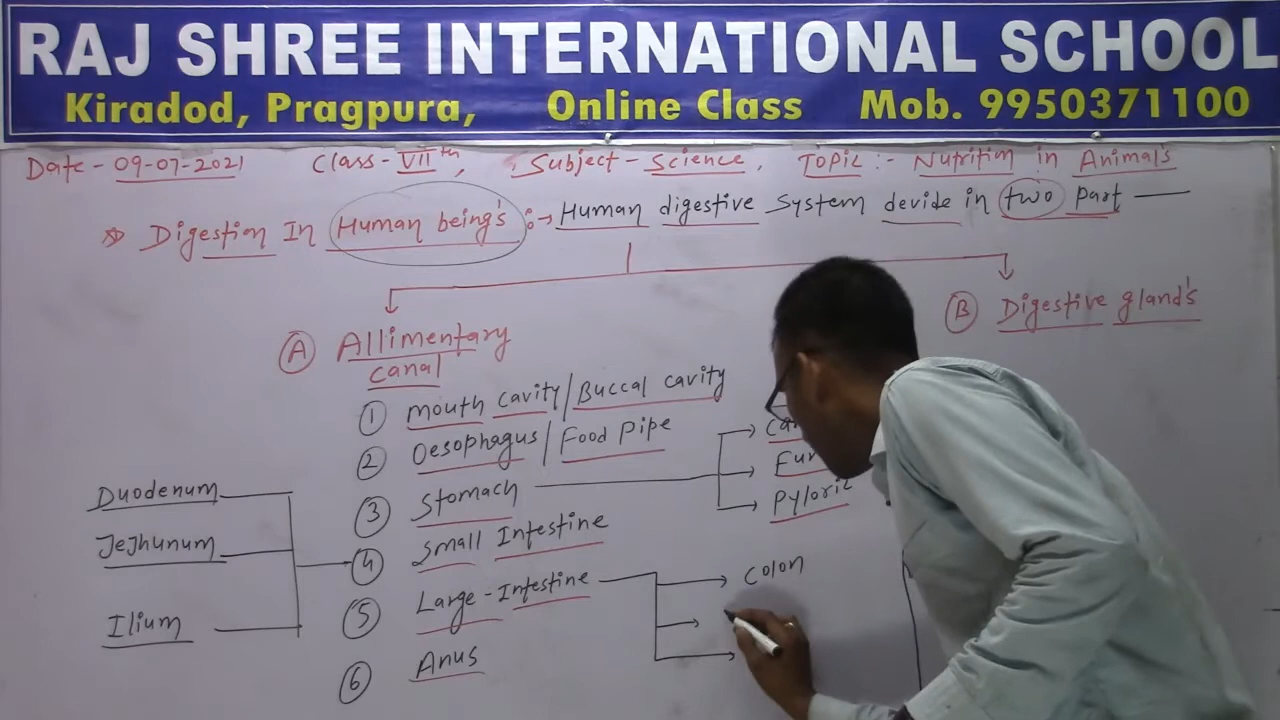 RAJ SHREE INTERNATIONAL SCHOOL
Kiradod, Pragpura, Online Class Mob. 9950371100
Date - 09-07-2021 Class - VIIth, Subject - Science, Topic :- Nutrition in Animal's
Digestion In Human being's :→ Human digestive System devide in two part —
A Allimentary canal
B Digestive gland's
1 Mouth cavity / Buccal cavity
2 Oesophagus / Food Pipe
3 Stomach
Pyloric
4 Small Intestine
Duodenum
Jejhunum
Ilium
5 Large - Intestine
Colon
6 Anus